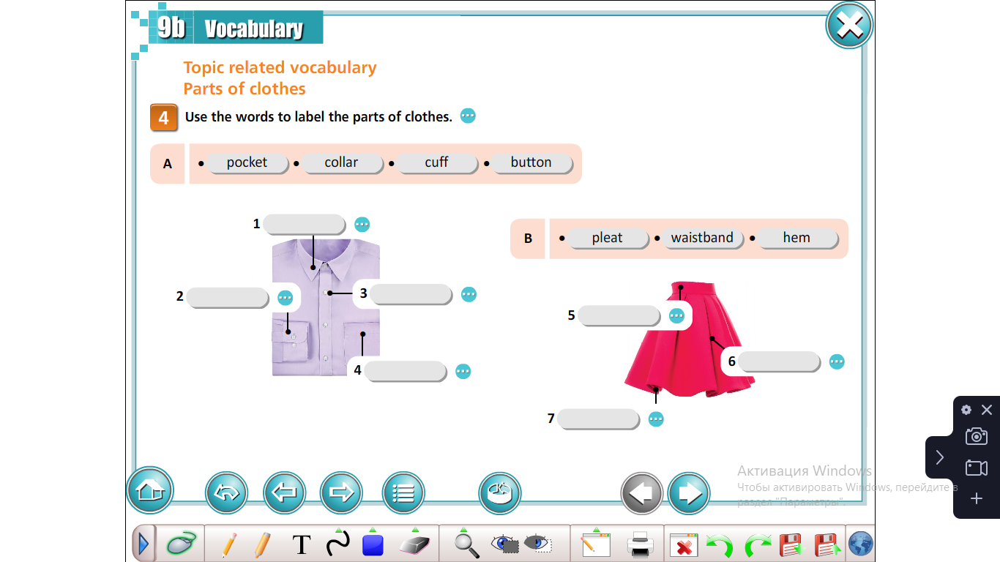 9b Vocabulary
Topic related vocabulary
Parts of clothes
4 Use the words to label the parts of clothes.
A • pocket • collar • cuff • button
1
B • pleat • waistband • hem
2
3
5
4
6
7
Активация Windows
Чтобы активировать Windows, перейдите в
раздел "Параметры".
T